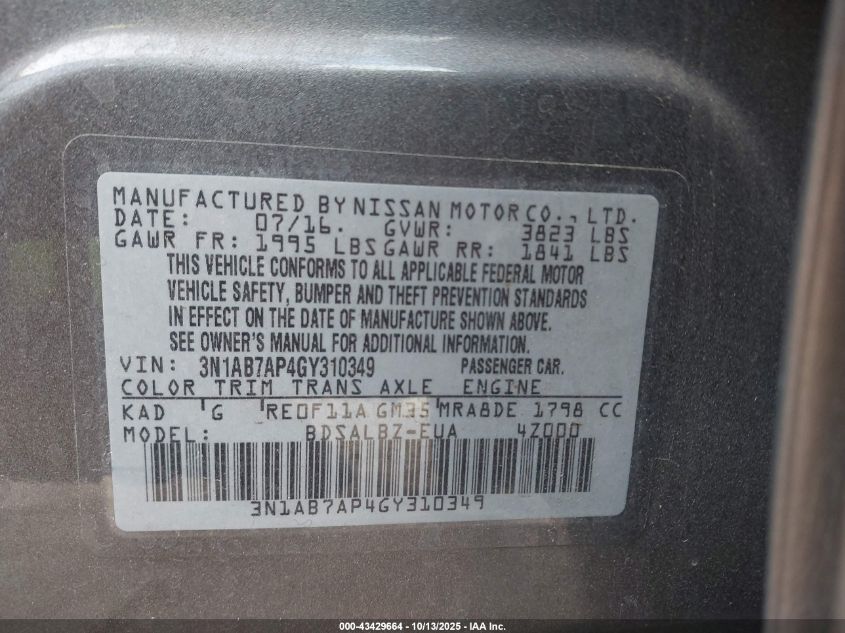 MANUFACTURED BY NISSAN MOTOR CO., LTD.
DATE: 07/16. GVWR: 3823 LBS
GAWR FR: 1995 LBS GAWR RR: 1841 LBS
THIS VEHICLE CONFORMS TO ALL APPLICABLE FEDERAL MOTOR
VEHICLE SAFETY, BUMPER AND THEFT PREVENTION STANDARDS
IN EFFECT ON THE DATE OF MANUFACTURE SHOWN ABOVE.
SEE OWNER'S MANUAL FOR ADDITIONAL INFORMATION.
VIN: 3N1AB7AP4GY310349 PASSENGER CAR.
COLOR TRIM TRANS AXLE ENGINE
KAD G RE0F11A GM35 MRA8DE 1798 CC
MODEL: BDSALBZ-EUA 4Z000
3N1AB7AP4GY310349
000-43429664 | 10/13/2025 - IAA Inc.